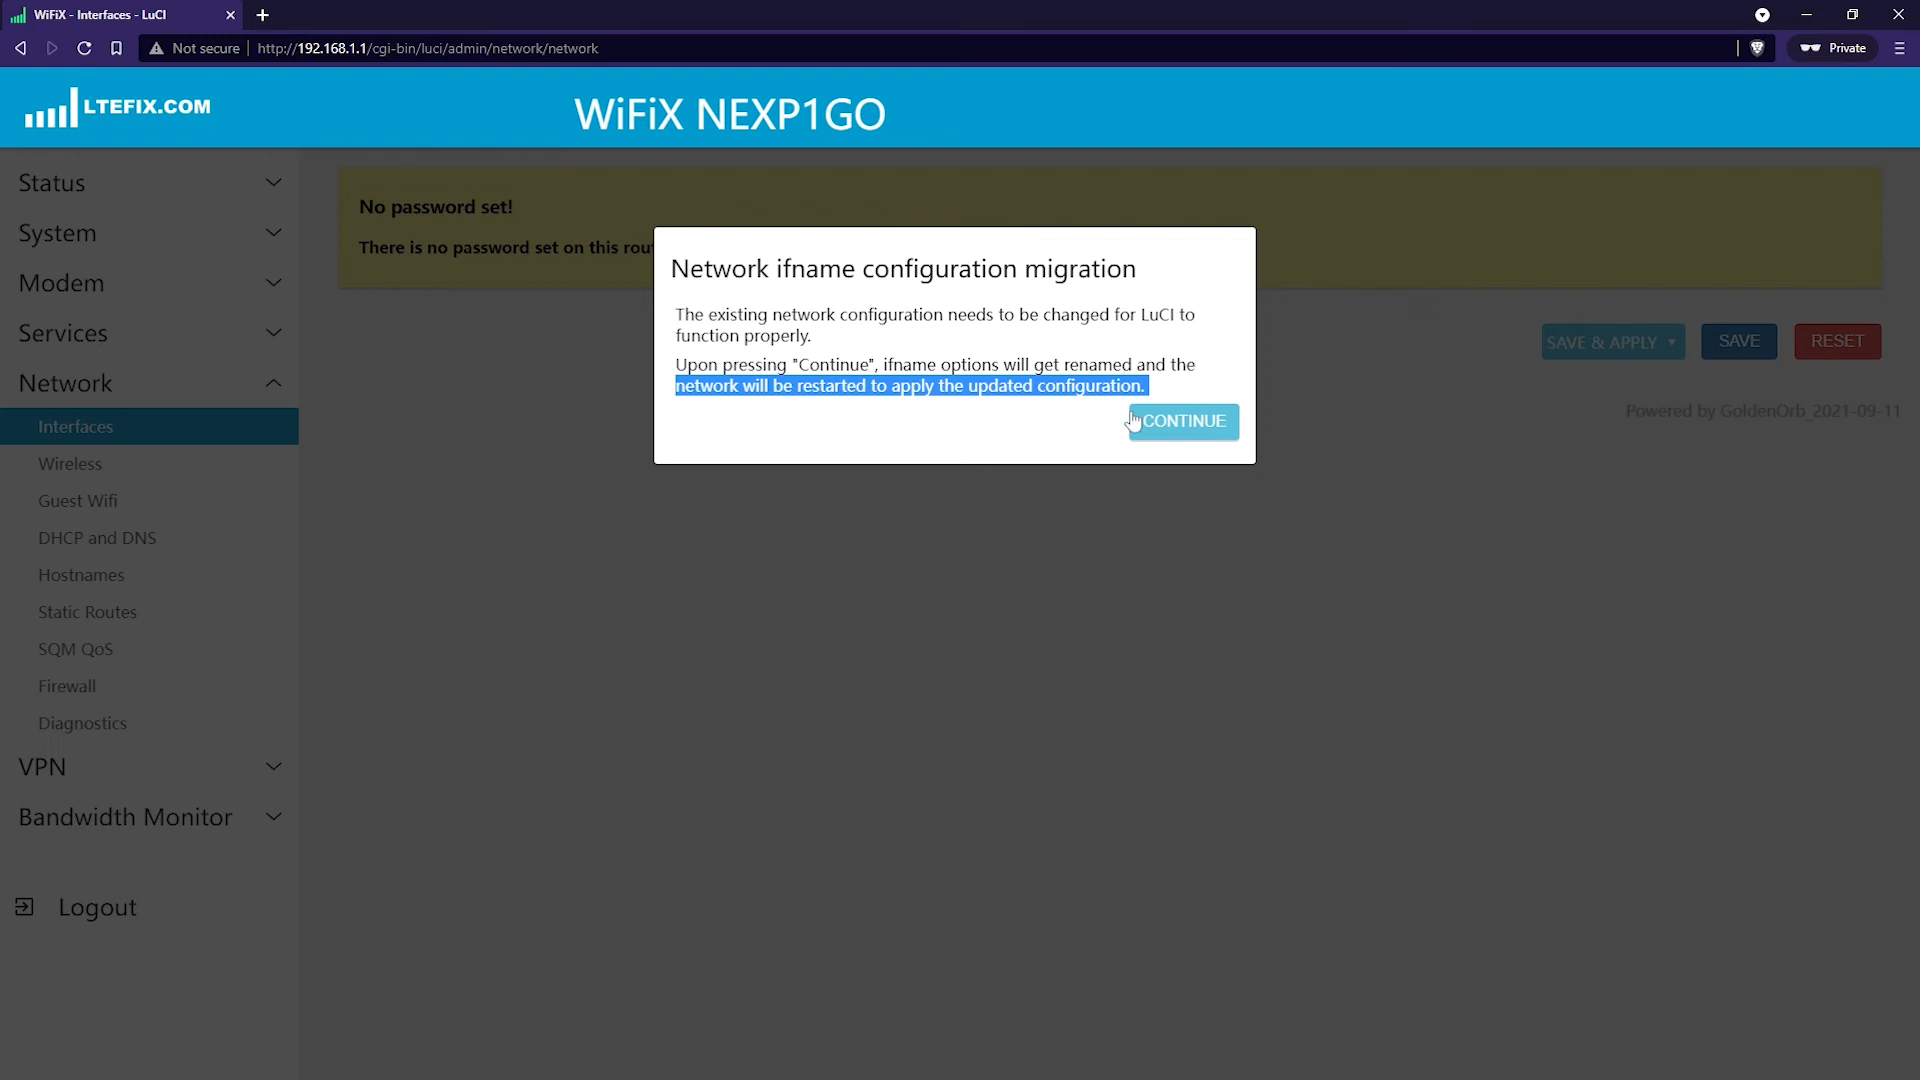 WiFiX - Interfaces - LuCI
Not secure
http://192.168.1.1/cgi-bin/luci/admin/network/network
Private
LTEFIX.COM
WiFiX NEXP1GO
Status
System
Modem
Services
Network
Interfaces
Wireless
Guest Wifi
DHCP and DNS
Hostnames
Static Routes
SQM QoS
Firewall
Diagnostics
VPN
Bandwidth Monitor
Logout
No password set!
There is no password set on this
Network ifname configuration migration
The existing network configuration needs to be changed for LuCI to
function properly.
Upon pressing "Continue", ifname options will get renamed and the
network will be restarted to apply the updated configuration.
CONTINUE
SAVE & APPLY
SAVE
RESET
Powered by GoldenOrb_2021-09-11